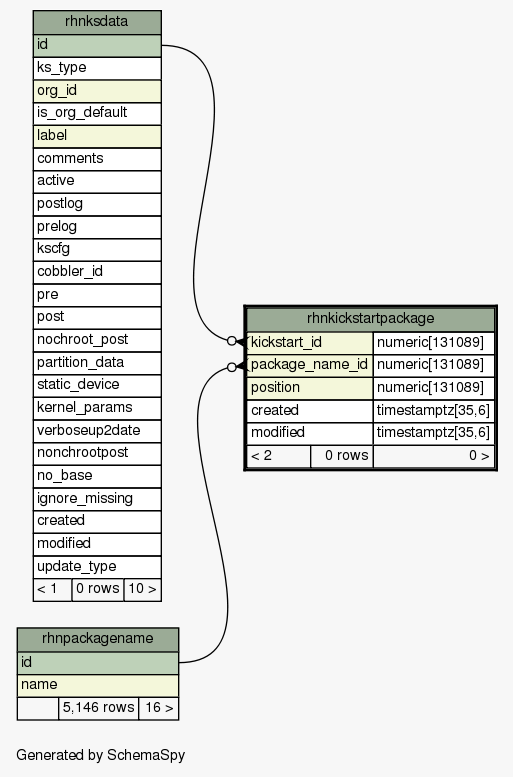 rhnksdata
id
ks_type
org_id
is_org_default
label
comments
active
postlog
prelog
kscfg
cobbler_id
pre
post
nochroot_post
partition_data
static_device
kernel_params
verboseup2date
nonchrootpost
no_base
ignore_missing
created
modified
update_type
< 1 0 rows 10 >
rhnkickstartpackage
kickstart_id numeric[131089]
package_name_id numeric[131089]
position numeric[131089]
created timestamptz[35,6]
modified timestamptz[35,6]
< 2 0 rows 0 >
rhnpackagename
id
name
5,146 rows 16 >
Generated by SchemaSpy